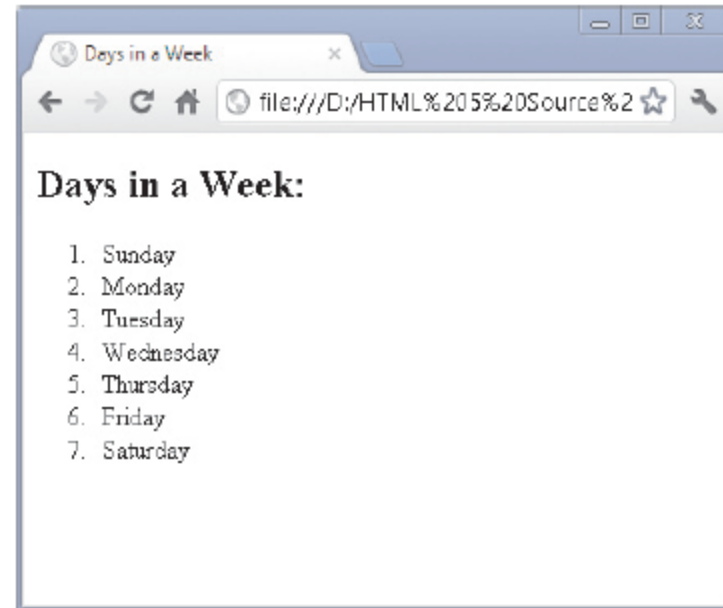 Days in a Week
file:///D:/HTML%205%20Source%2
Days in a Week:
1. Sunday
2. Monday
3. Tuesday
4. Wednesday
5. Thursday
6. Friday
7. Saturday